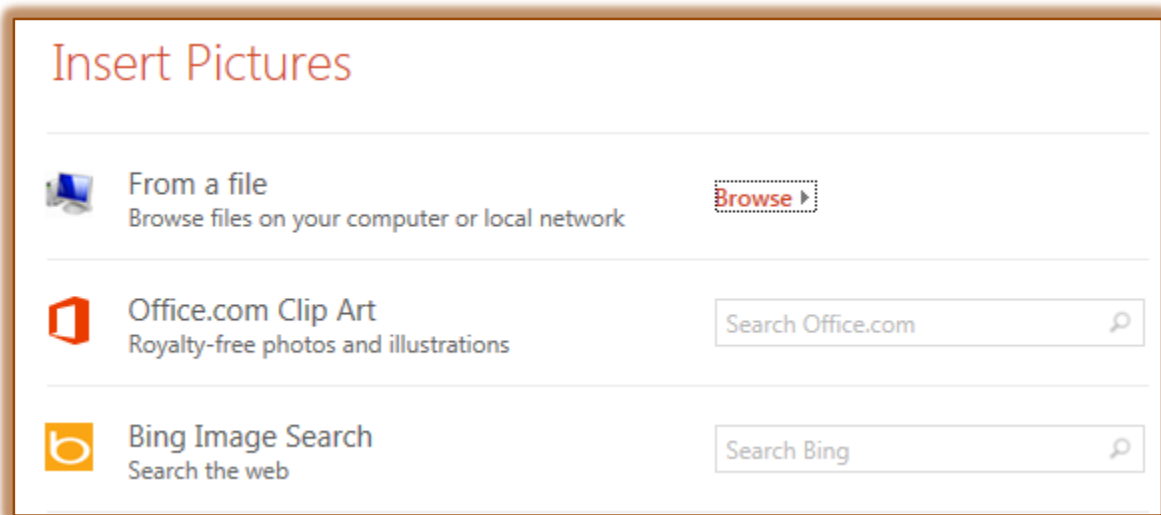 Insert Pictures
From a file
Browse files on your computer or local network
Browse
Office.com Clip Art
Royalty-free photos and illustrations
Search Office.com
Bing Image Search
Search the web
Search Bing